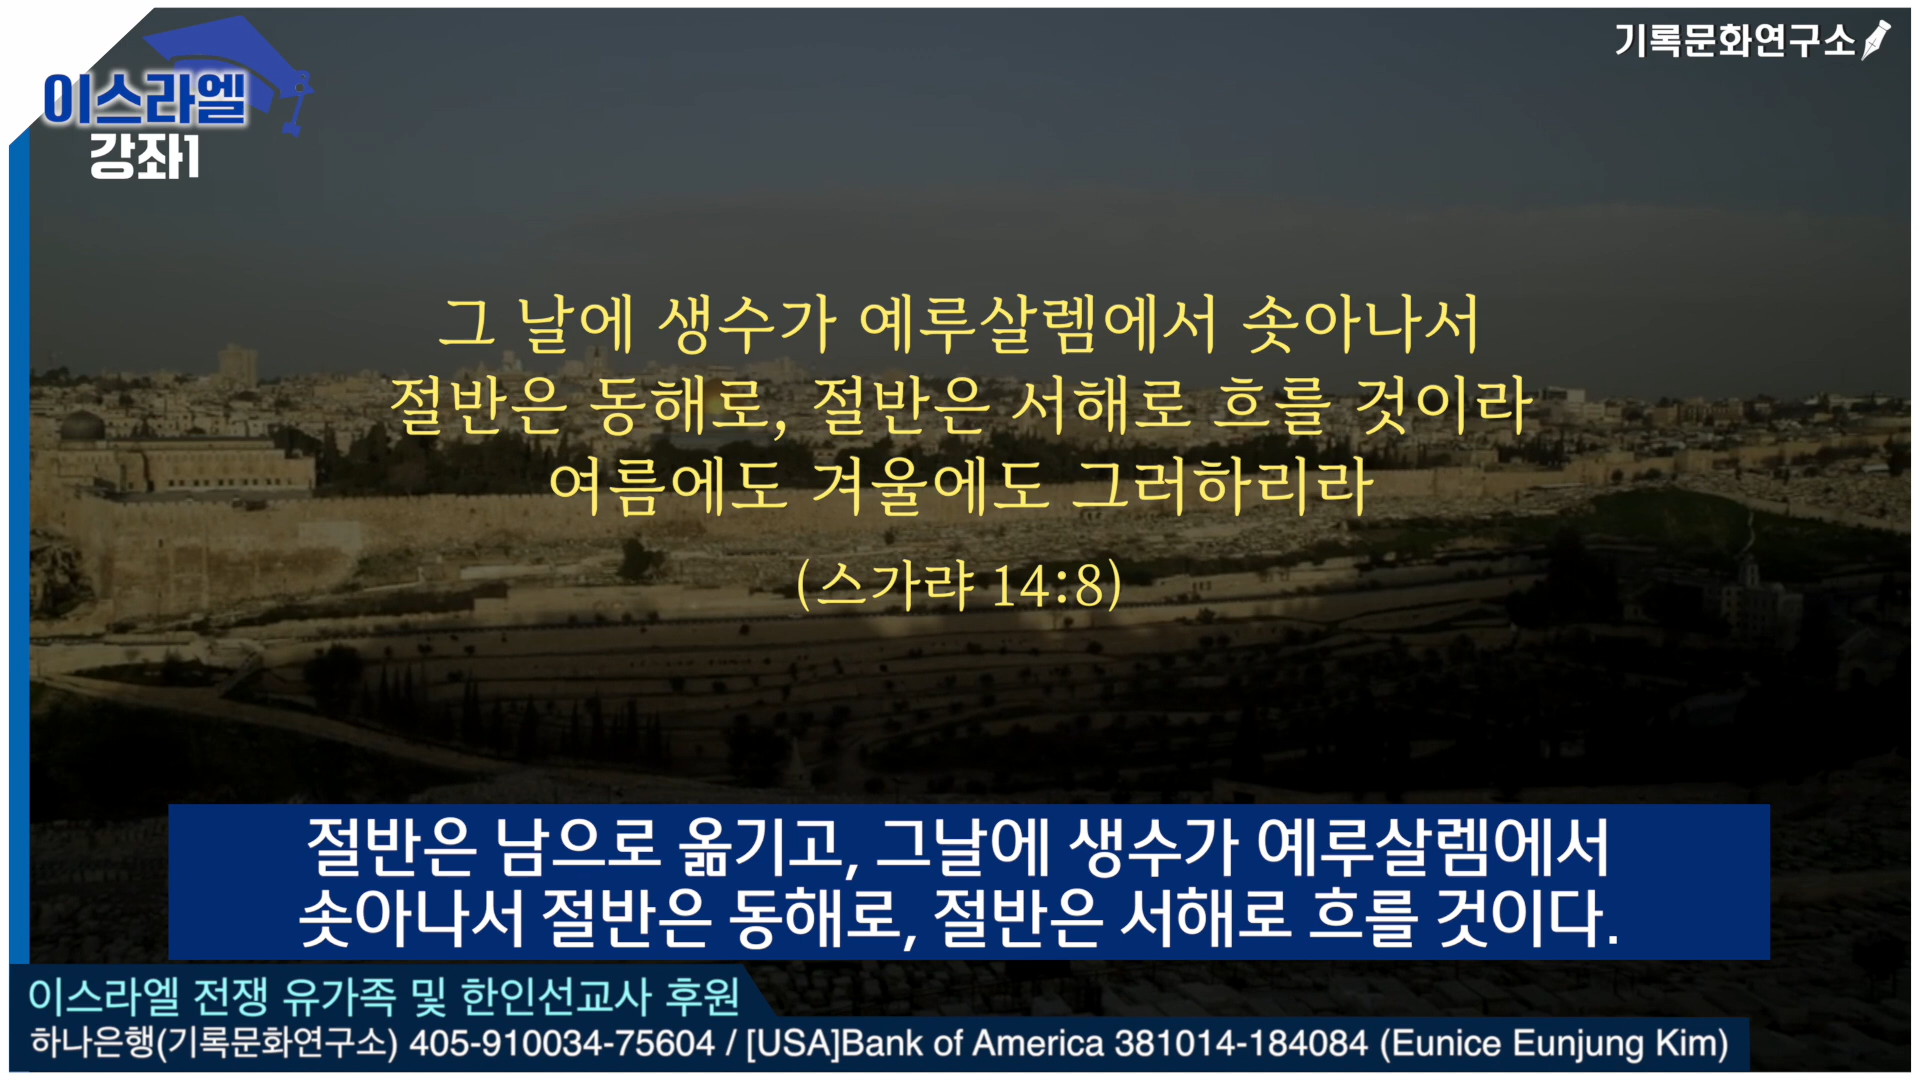 이스라엘
강좌1
기록문화연구소
그 날에 생수가 예루살렘에서 솟아나서
절반은 동해로, 절반은 서해로 흐를 것이라
여름에도 겨울에도 그러하리라
(스가랴 14:8)
절반은 남으로 옮기고, 그날에 생수가 예루살렘에서
솟아나서 절반은 동해로, 절반은 서해로 흐를 것이다.
이스라엘 전쟁 유가족 및 한인선교사 후원
하나은행(기록문화연구소) 405-910034-75604 / [USA]Bank of America 381014-184084 (Eunice Eunjung Kim)